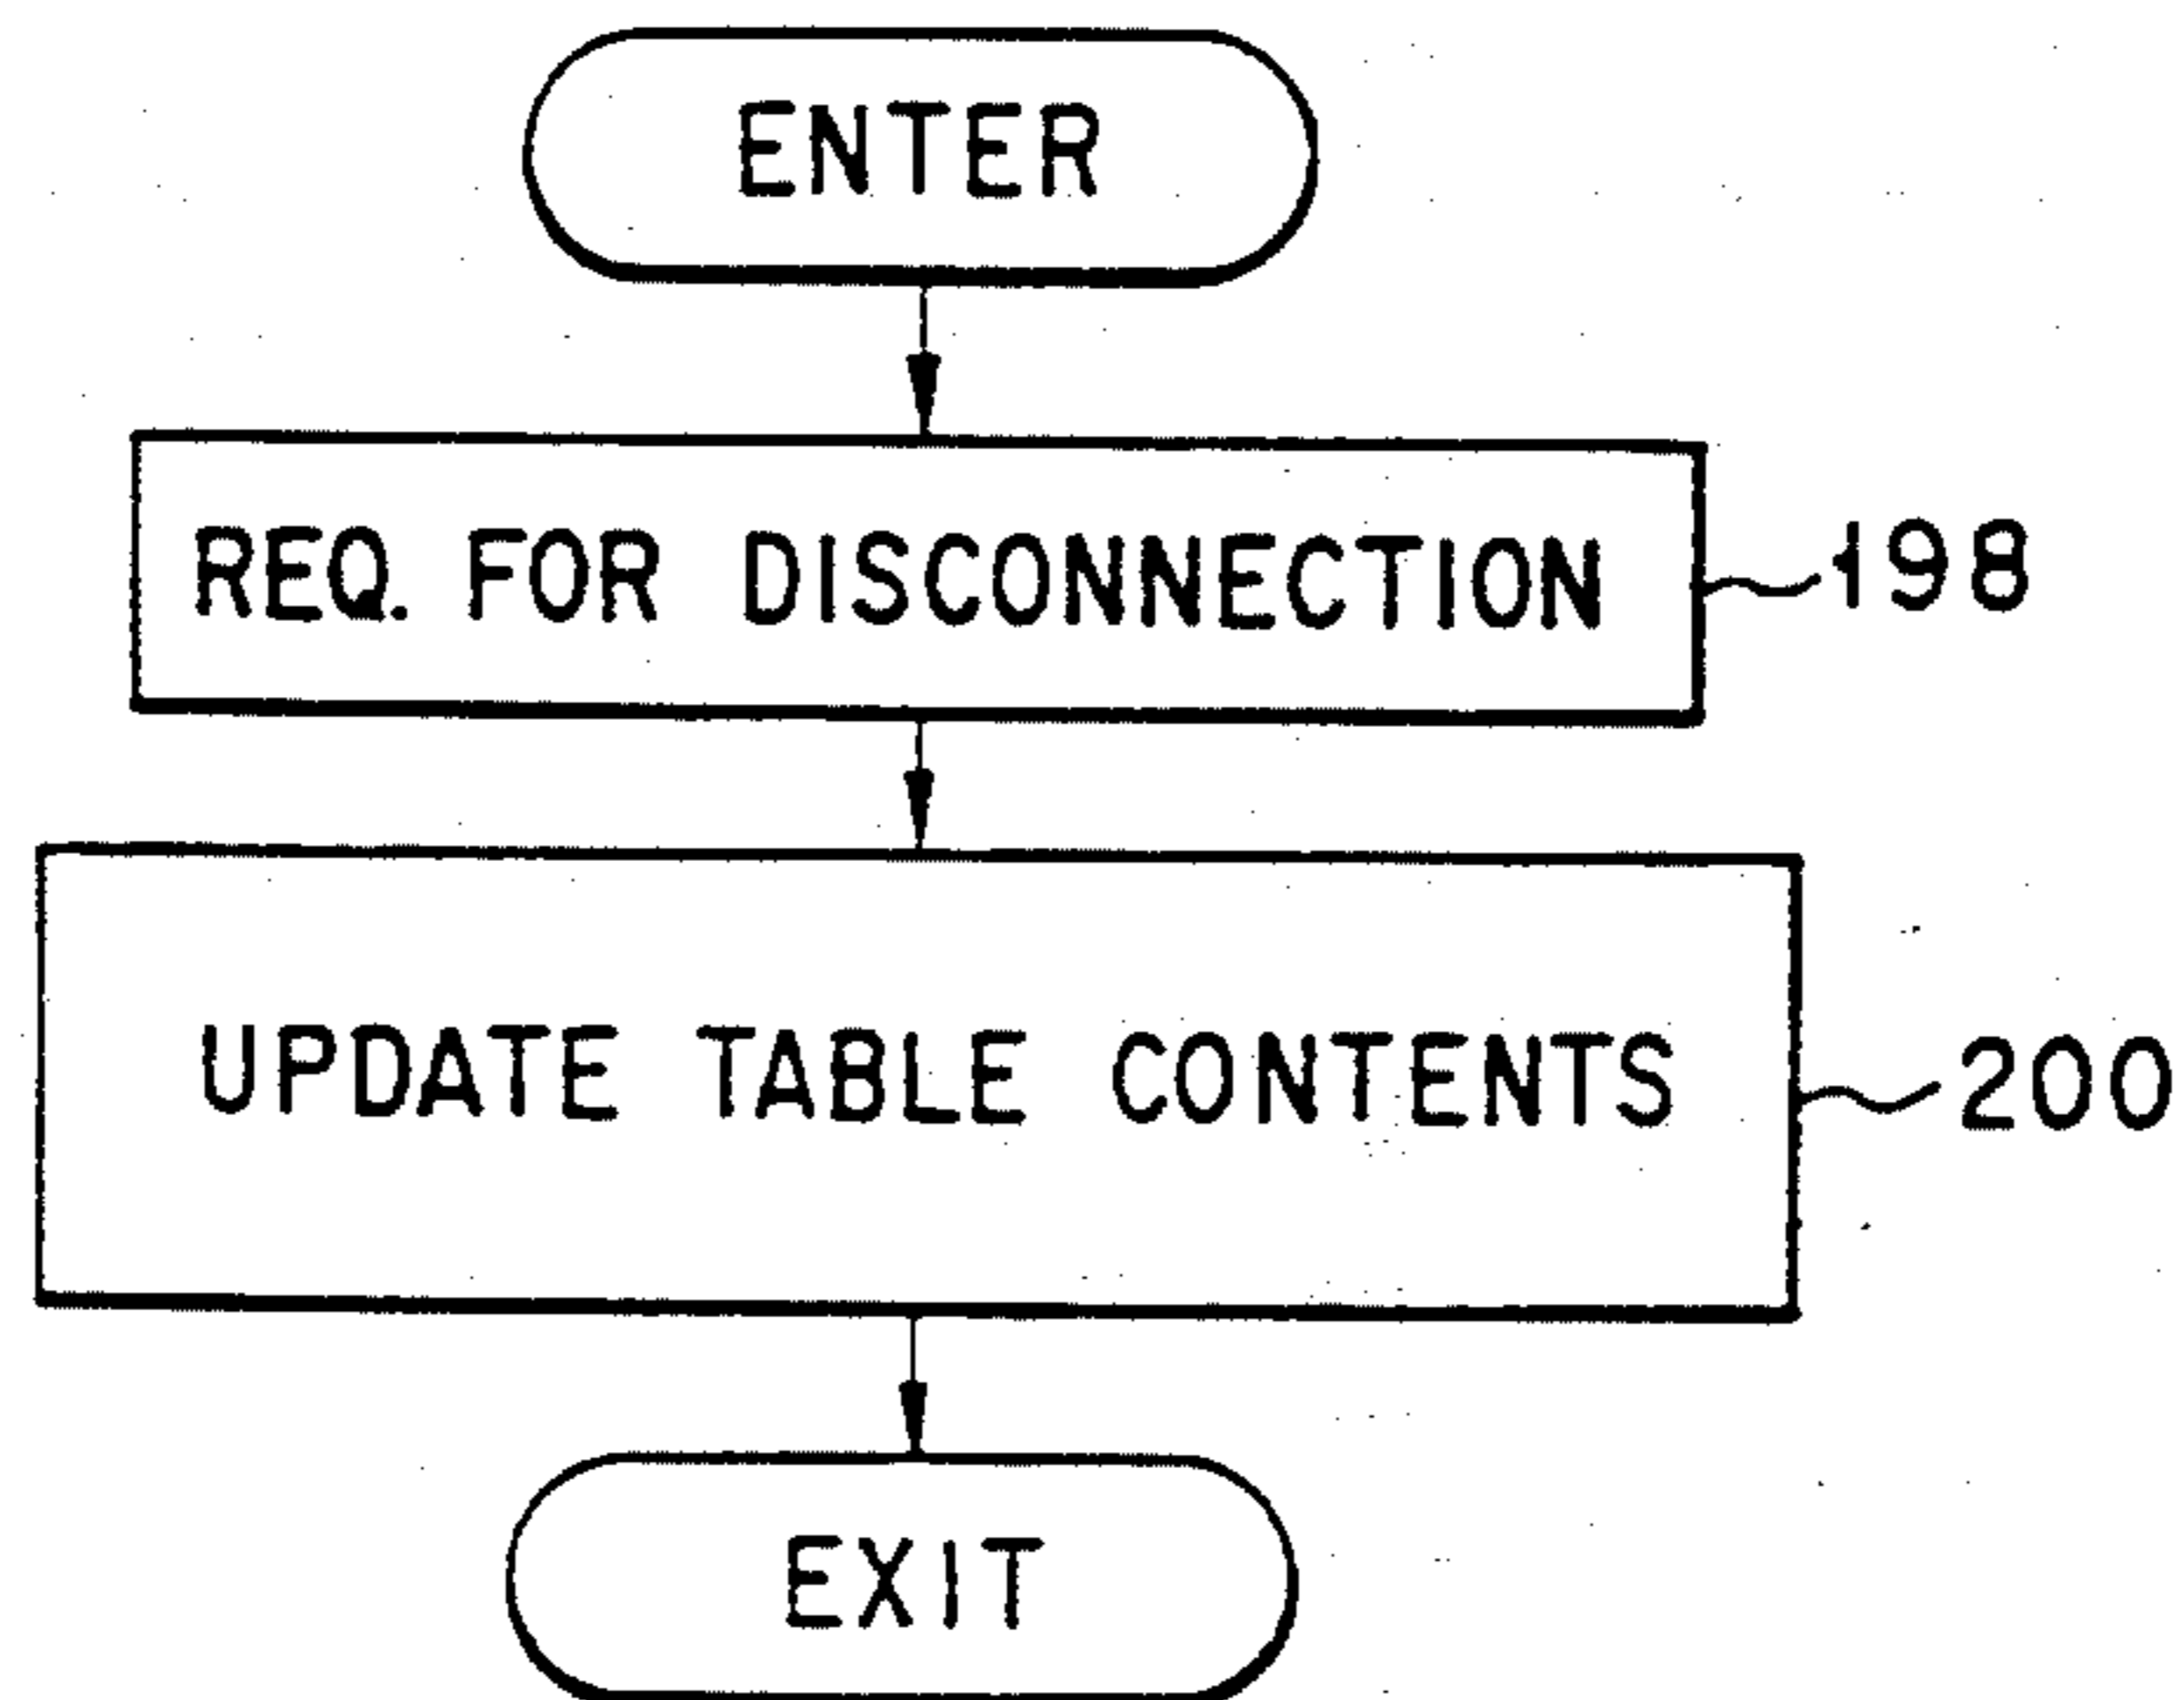 ENTER
REQ. FOR DISCONNECTION
198
UPDATE TABLE CONTENTS
200
EXIT